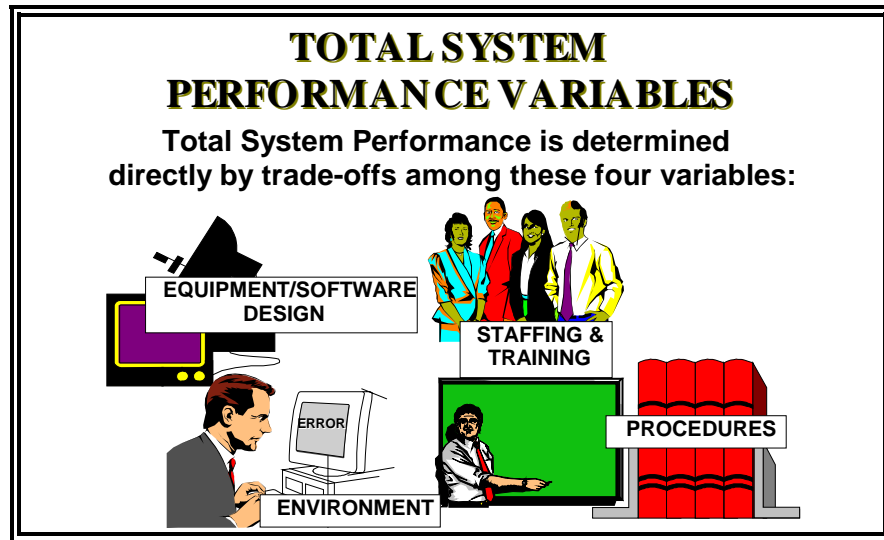 TOTAL SYSTEM
PERFORMANCE VARIABLES
Total System Performance is determined
directly by trade-offs among these four variables:
EQUIPMENT/SOFTWARE
DESIGN
STAFFING &
TRAINING
ERROR
PROCEDURES
ENVIRONMENT